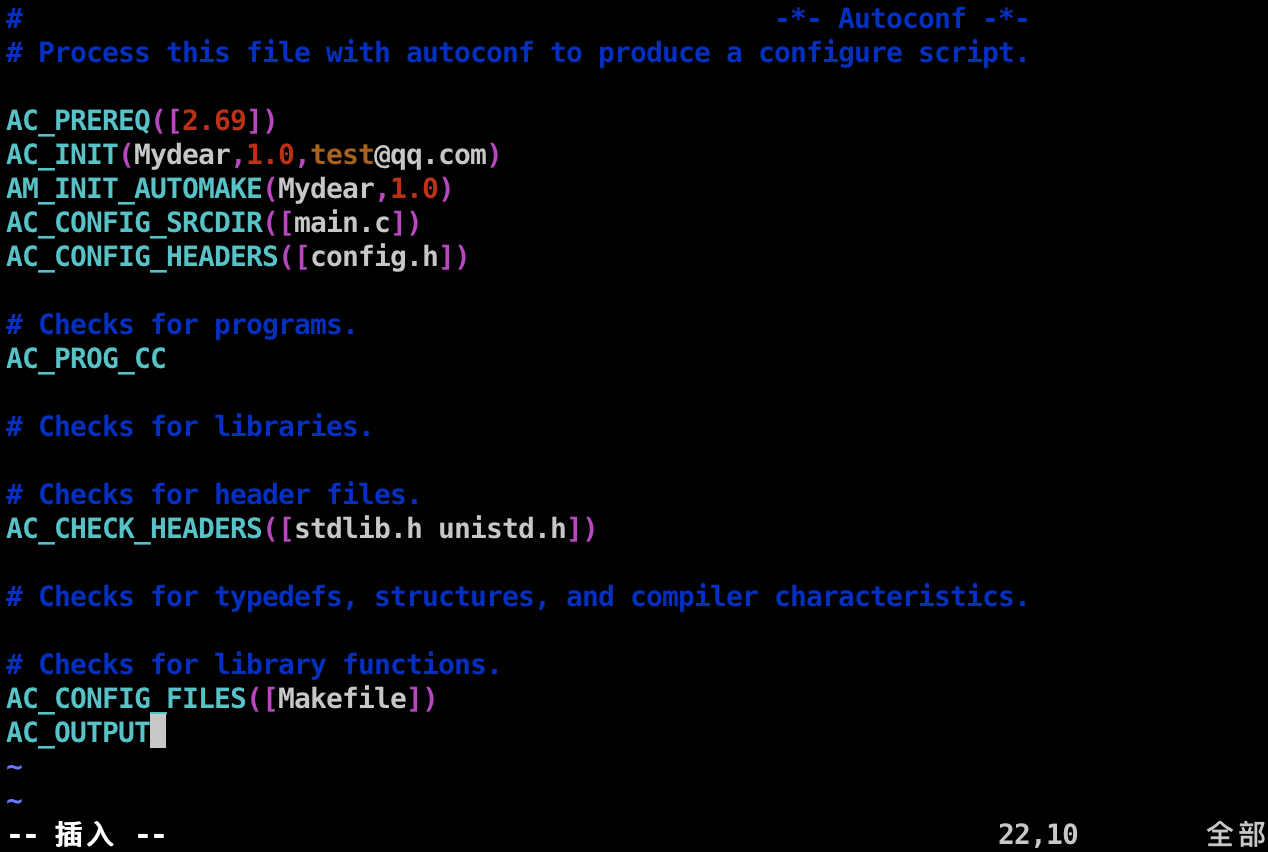 #                                               -*- Autoconf -*-
# Process this file with autoconf to produce a configure script.
AC_PREREQ([2.69])
AC_INIT(Mydear,1.0,test@qq.com)
AM_INIT_AUTOMAKE(Mydear,1.0)
AC_CONFIG_SRCDIR([main.c])
AC_CONFIG_HEADERS([config.h])
# Checks for programs.
AC_PROG_CC
# Checks for libraries.
# Checks for header files.
AC_CHECK_HEADERS([stdlib.h unistd.h])
# Checks for typedefs, structures, and compiler characteristics.
# Checks for library functions.
AC_CONFIG_FILES([Makefile])
AC_OUTPUT
~
~
-- 插入 -- 22,10 全部